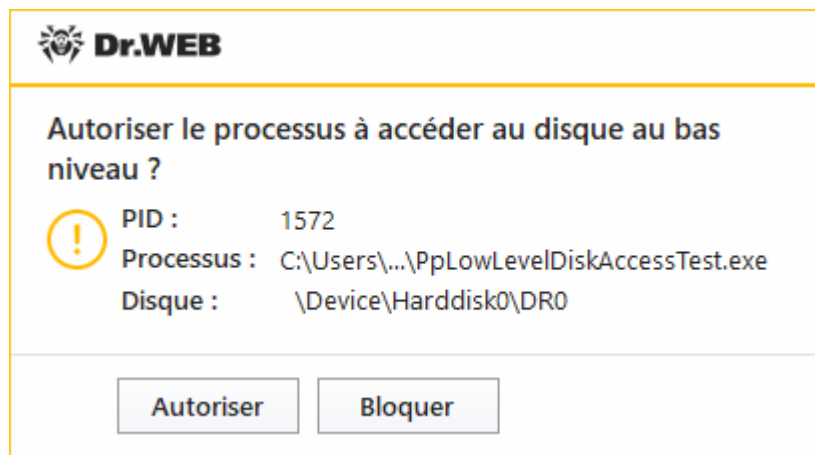 Dr.WEB
Autoriser le processus à accéder au disque au bas
niveau ?
PID : 1572
Processus : C:\Users\...\PpLowLevelDiskAccessTest.exe
Disque : \Device\Harddisk0\DR0
Autoriser Bloquer